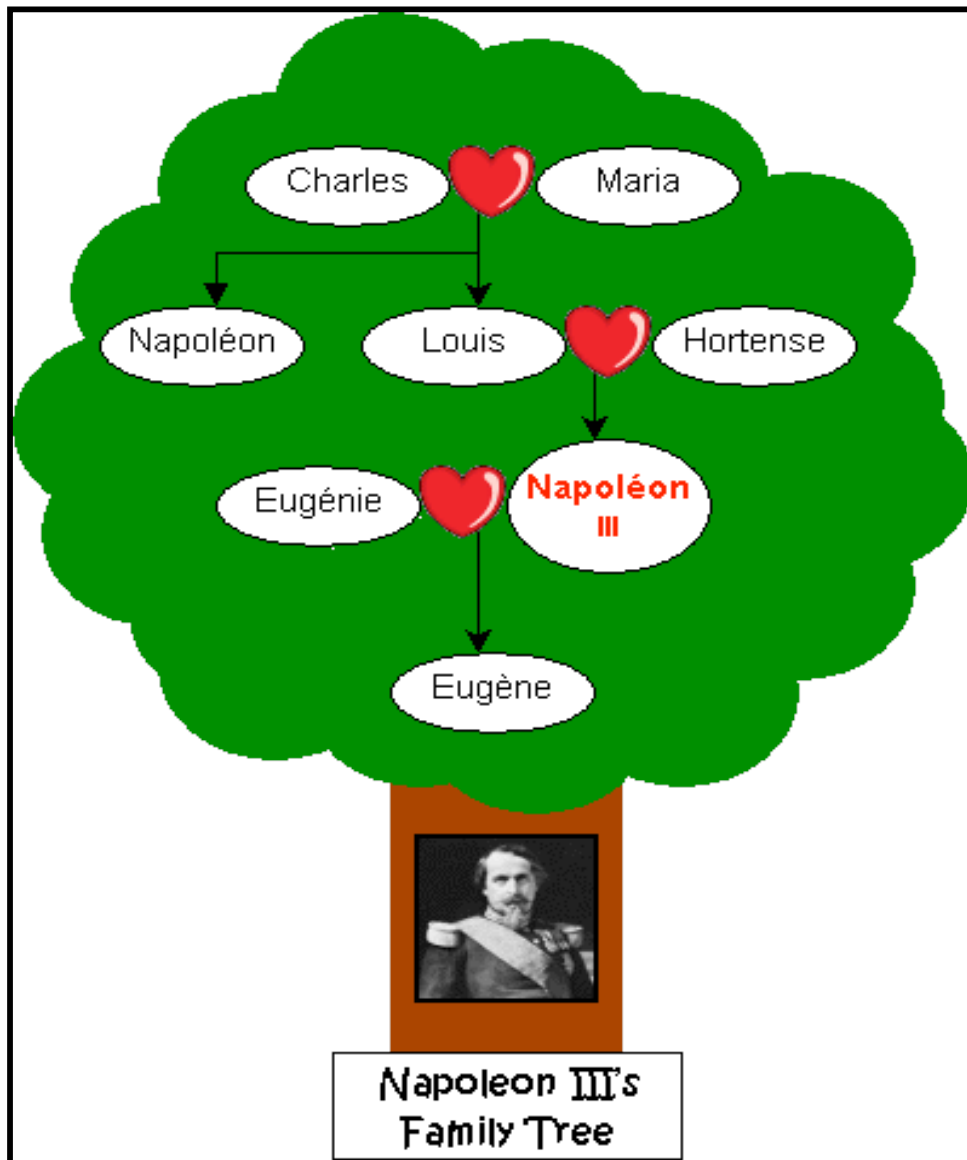 Charles
Maria
Napoléon
Louis
Hortense
Eugénie
Napoléon
III
Eugène
Napoleon III's
Family Tree